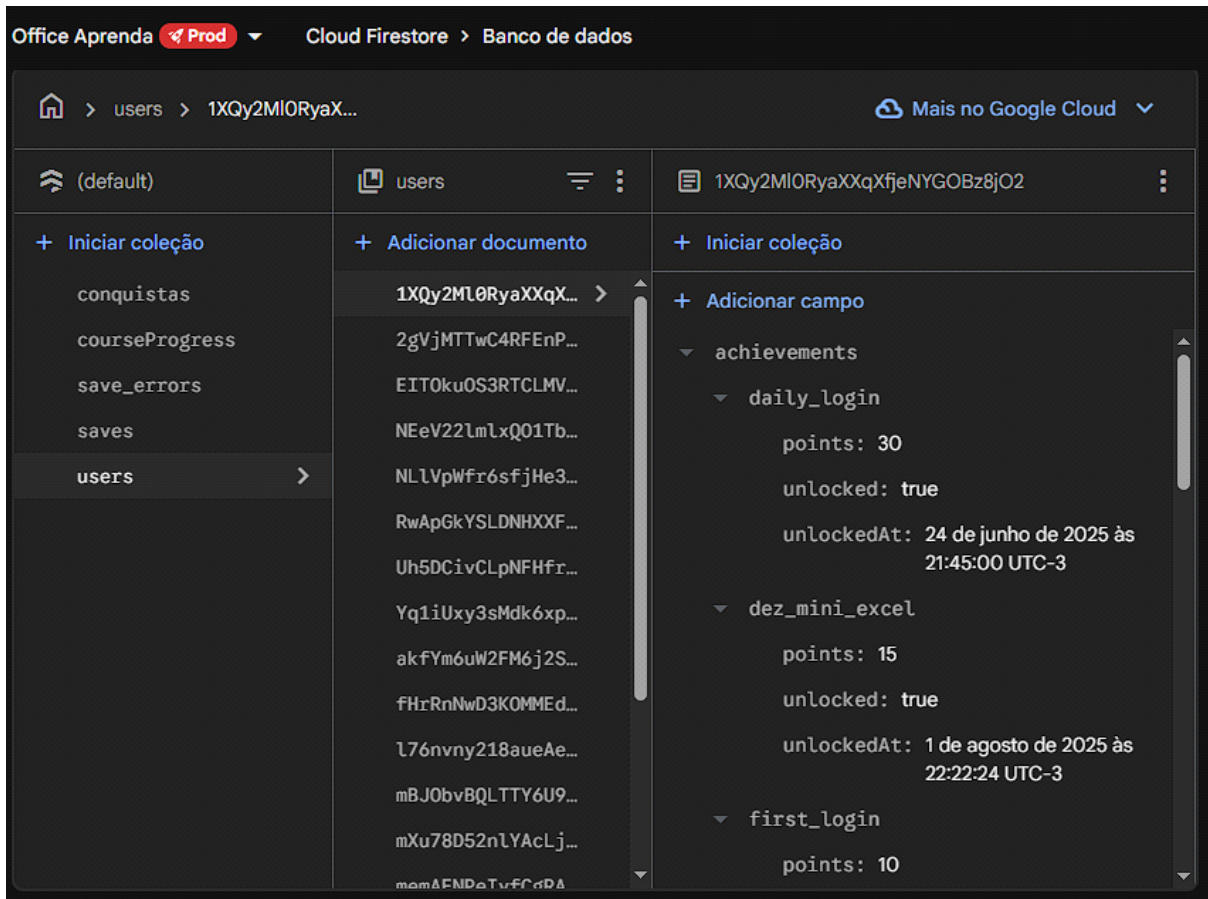 Office Aprenda Prod Cloud Firestore > Banco de dados
> users > 1XQy2Ml0RyaX... Mais no Google Cloud
(default)
users
1XQy2Ml0RyaXXqXfjeNYGOBz8jO2
+ Iniciar coleção
conquistas
courseProgress
save_errors
saves
users
+ Adicionar documento
1XQy2Ml0RyaXXqX…
2gVjMTTwC4RFEnP…
EITOkuOS3RTCLMV…
NEeV22lmlxQO1Tb…
NLlVpWfr6sfjHe3…
RwApGkYSLDNHXXF…
Uh5DCivCLpNFHfr…
Yq1iUxy3sMdk6xp…
akfYm6uW2FM6j2S…
fHrRnNwD3KOMMEd…
l76nvny218aueAe…
mBJObvBQLTTY6U9…
mXu78D52nlYAcLj…
+ Iniciar coleção
+ Adicionar campo
achievements
daily_login
points: 30
unlocked: true
unlockedAt: 24 de junho de 2025 às
21:45:00 UTC-3
dez_mini_excel
points: 15
unlocked: true
unlockedAt: 1 de agosto de 2025 às
22:22:24 UTC-3
first_login
points: 10